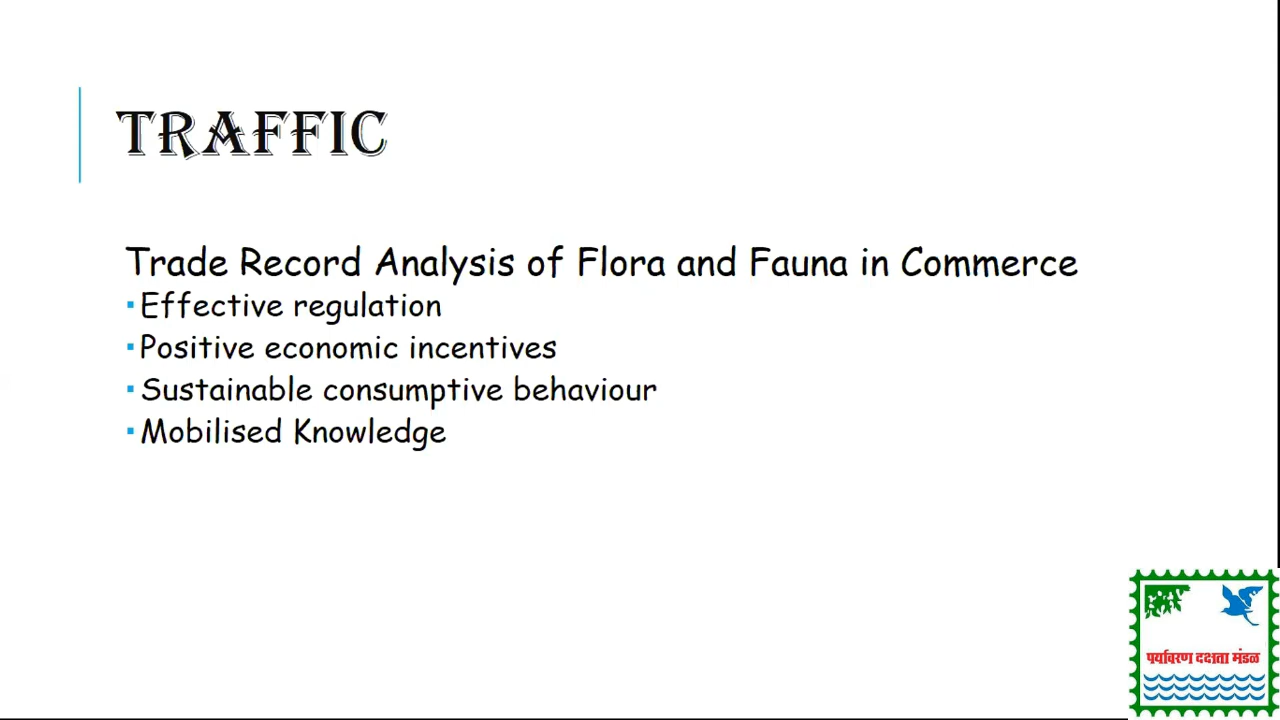 TRAFFIC
Trade Record Analysis of Flora and Fauna in Commerce
▪Effective regulation
▪Positive economic incentives
▪Sustainable consumptive behaviour
▪Mobilised Knowledge
पर्यावरण दक्षता मंडळ